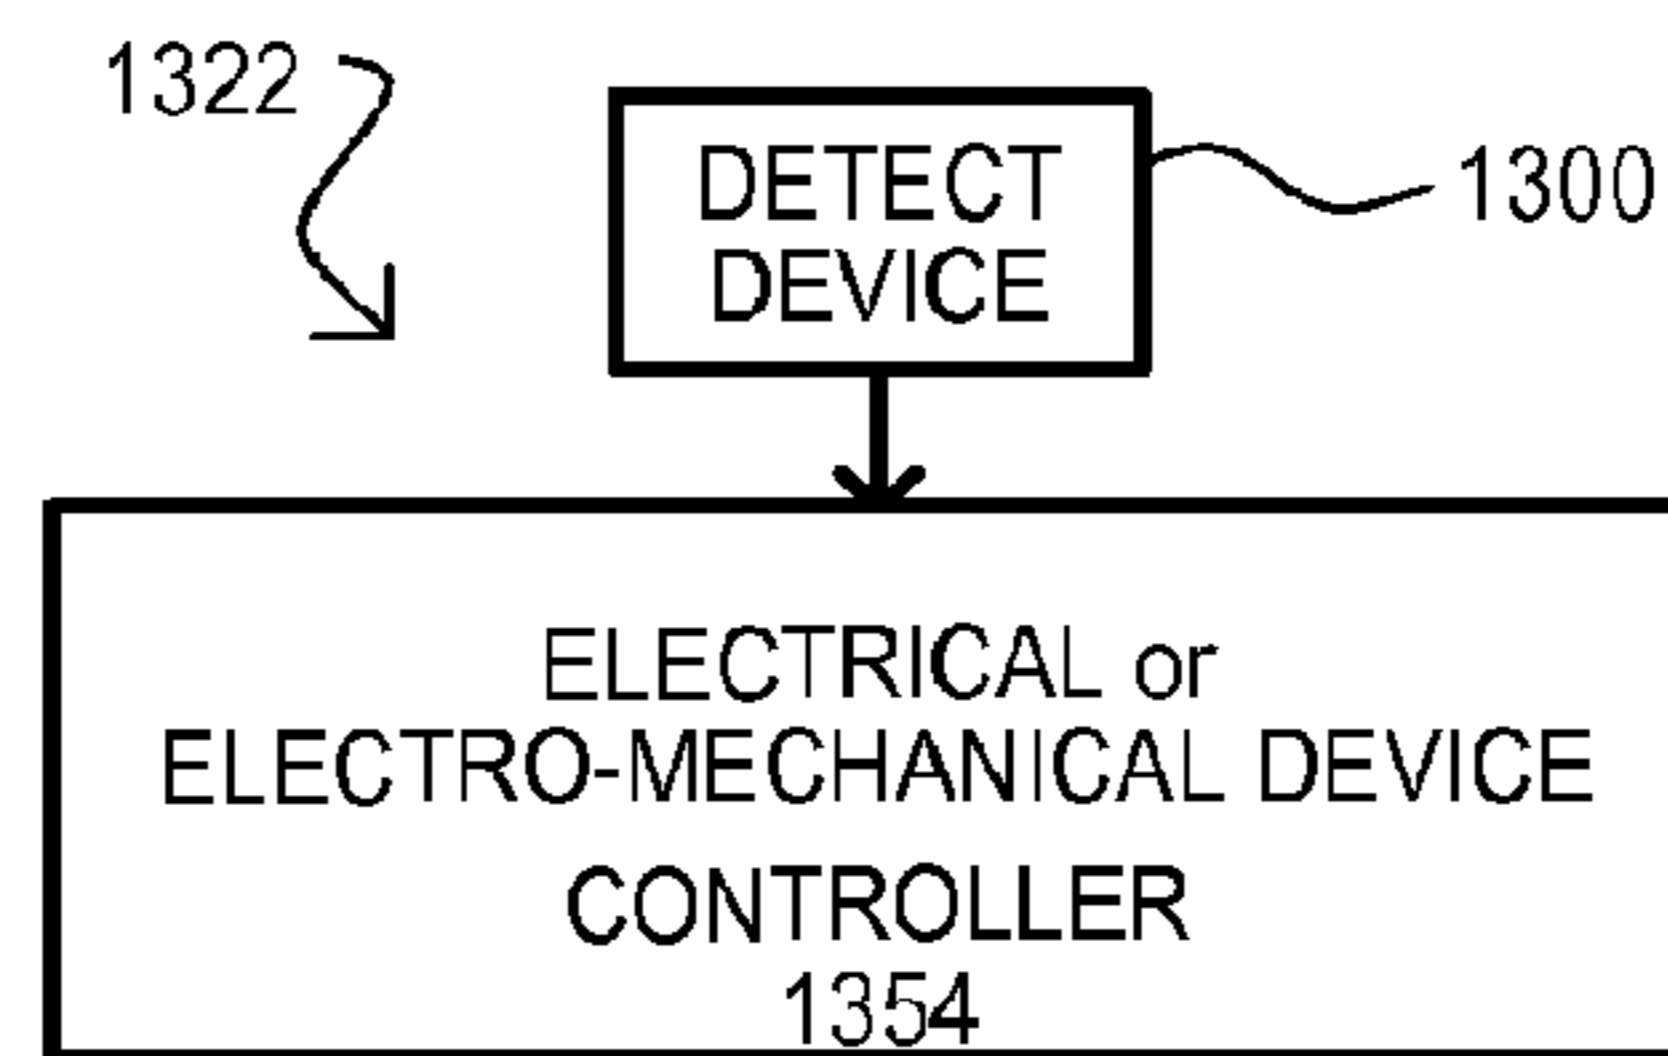 1322
DETECT
DEVICE
1300
ELECTRICAL or
ELECTRO-MECHANICAL DEVICE
CONTROLLER
1354